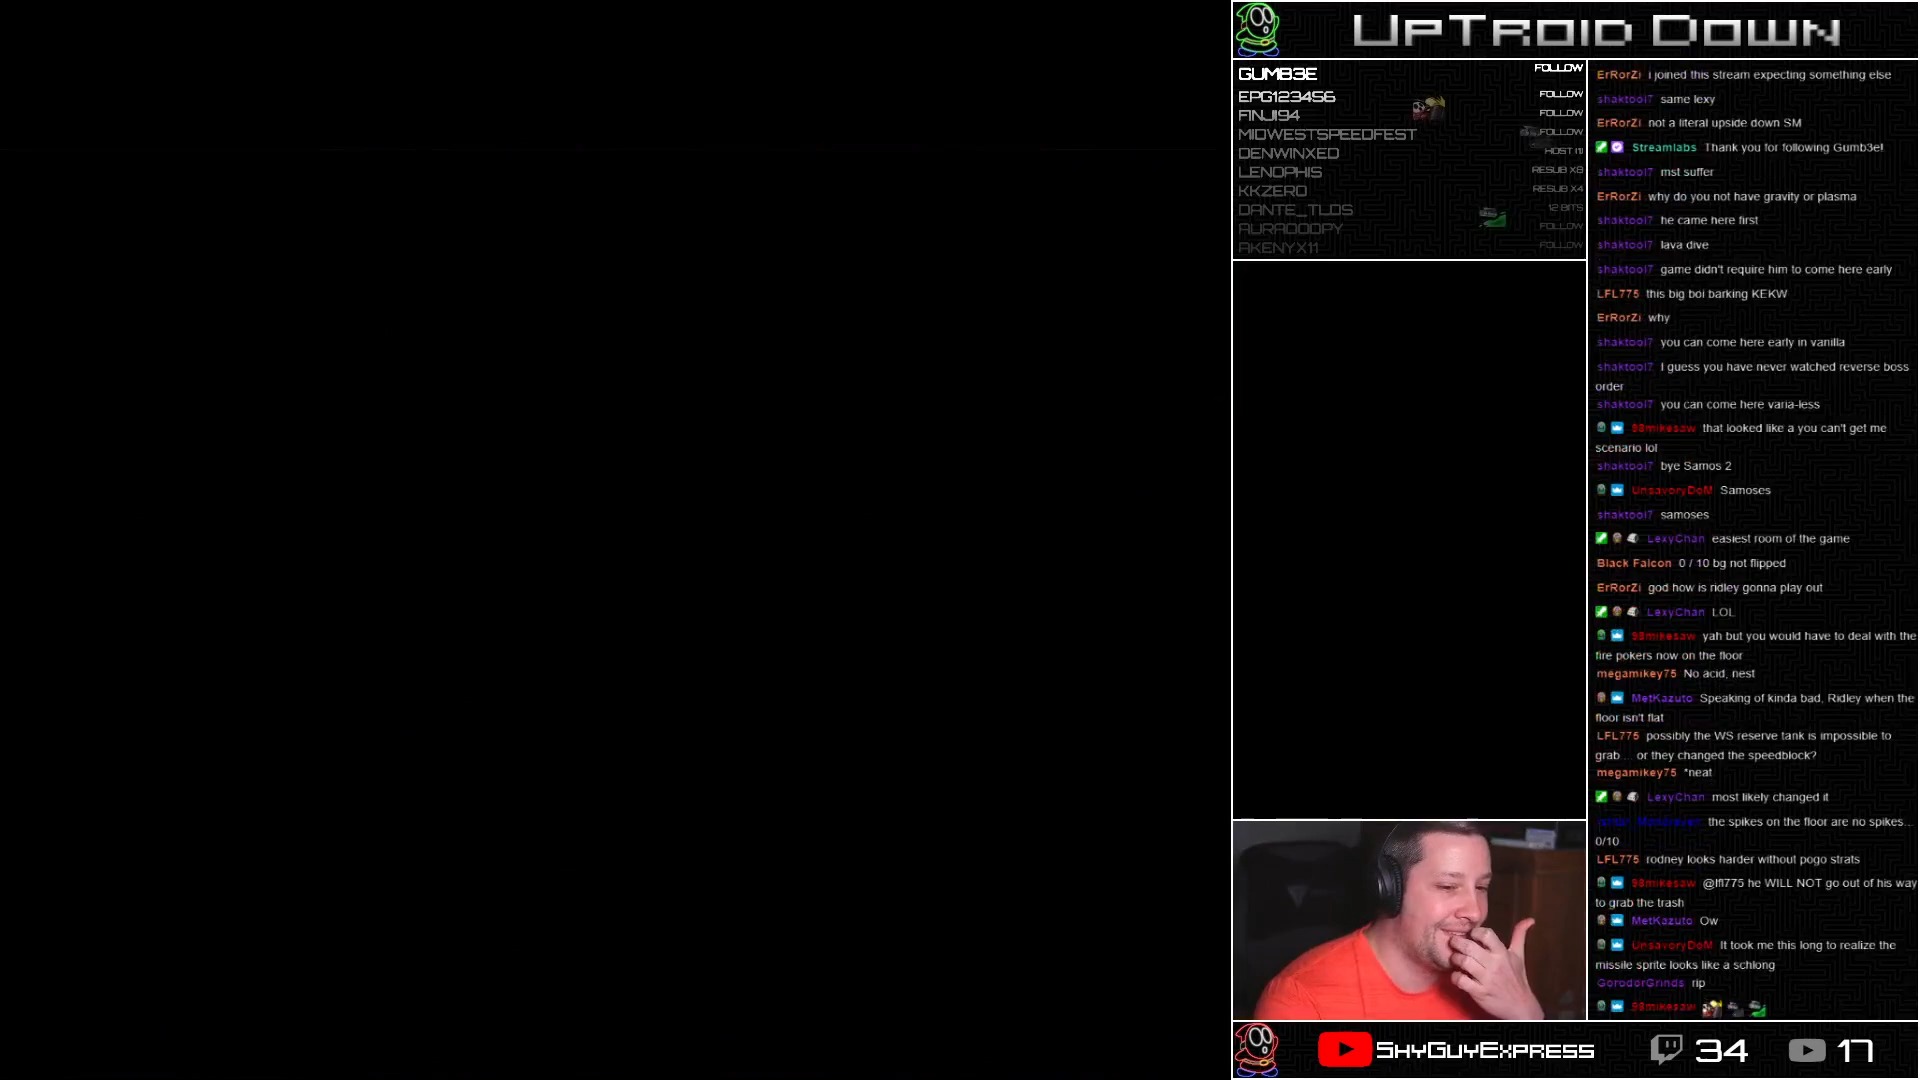 UpTroid Down
GUMB3E FOLLOW
EPG123456 FOLLOW
FINJI94 FOLLOW
MIDWESTSPEEDFEST FOLLOW
DENWINXED HOST (1)
LENOPHIS RESUB X8
KKZERO RESUB X4
DANTE_TLDS 12 BITS
AURAOOOPY FOLLOW
AKENYX11 FOLLOW
ErRorZi i joined this stream expecting something else
shaktool7 same lexy
ErRorZi not a literal upside down SM
Streamlabs Thank you for following Gumb3e!
shaktool7 mst suffer
ErRorZi why do you not have gravity or plasma
shaktool7 he came here first
shaktool7 lava dive
shaktool7 game didn't require him to come here early
LFL775 this big boi barking KEKW
ErRorZi why
shaktool7 you can come here early in vanilla
shaktool7 I guess you have never watched reverse boss
order
shaktool7 you can come here varia-less
98mikesaw that looked like a you can't get me
scenario lol
shaktool7 bye Samos 2
UnsavoryDoM Samoses
shaktool7 samoses
LexyChan easiest room of the game
Black Falcon 0 / 10 bg not flipped
ErRorZi god how is ridley gonna play out
LexyChan LOL
98mikesaw yah but you would have to deal with the
fire pokers now on the floor
megamikey75 No acid, nest
MetKazuto Speaking of kinda bad, Ridley when the
floor isn't flat
LFL775 possibly the WS reserve tank is impossible to
grab.... or they changed the speedblock?
megamikey75 *neat
LexyChan most likely changed it
the spikes on the floor are no spikes...
0/10
LFL775 rodney looks harder without pogo strats
98mikesaw @lfl775 he WILL NOT go out of his way
to grab the trash
MetKazuto Ow
UnsavoryDoM It took me this long to realize the
missile sprite looks like a schlong
GorodorGrinds rip
98mikesaw
ShyGuyExpress 34 17